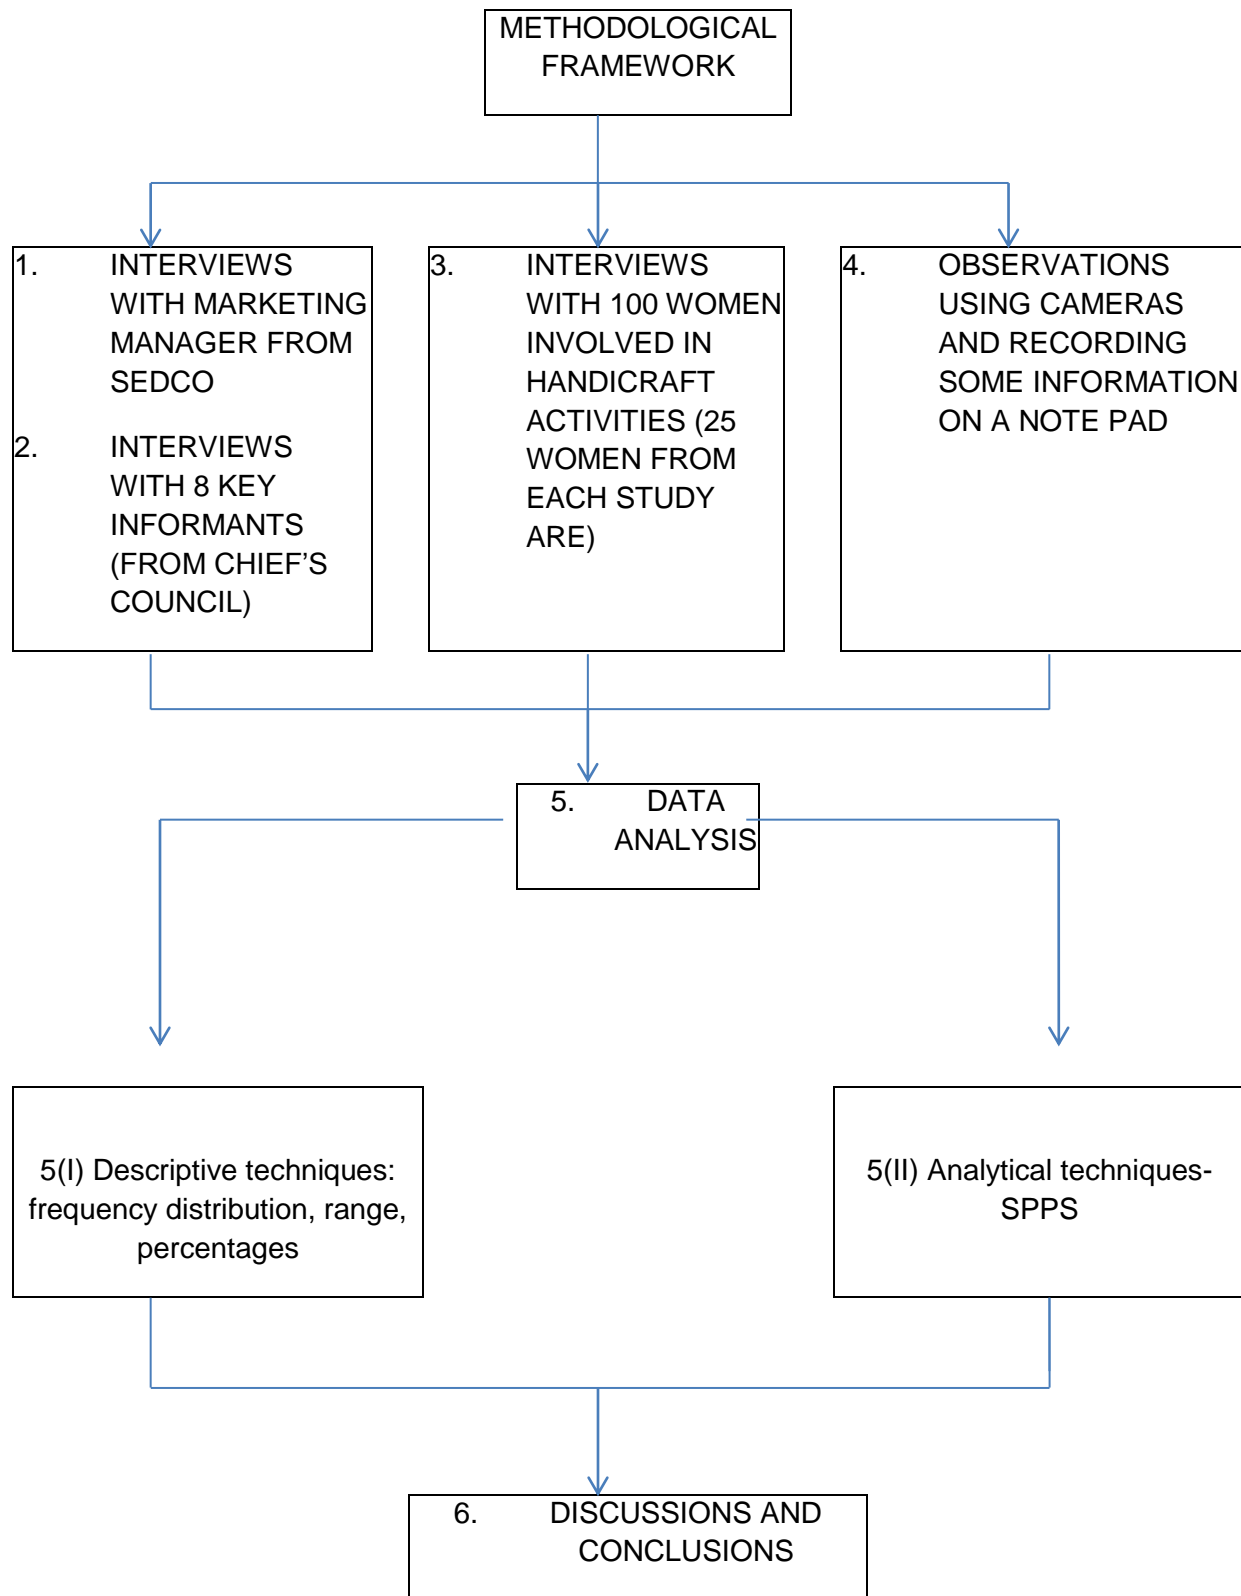 METHODOLOGICAL
FRAMEWORK
1. INTERVIEWS
WITH MARKETING
MANAGER FROM
SEDCO
2. INTERVIEWS
WITH 8 KEY
INFORMANTS
(FROM CHIEF’S
COUNCIL)
3. INTERVIEWS
WITH 100 WOMEN
INVOLVED IN
HANDICRAFT
ACTIVITIES (25
WOMEN FROM
EACH STUDY
ARE)
4. OBSERVATIONS
USING CAMERAS
AND RECORDING
SOME INFORMATION
ON A NOTE PAD
5. DATA
ANALYSIS
5(I) Descriptive techniques:
frequency distribution, range,
percentages
5(II) Analytical techniques-
SPPS
6. DISCUSSIONS AND
CONCLUSIONS